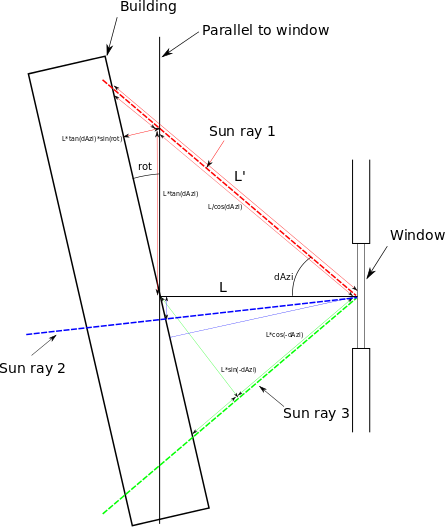 Building
Parallel to window
L*tan(dAzi)*sin(rot)
Sun ray 1
rot
L'
L*tan(dAzi)
L/cos(dAzi)
Window
dAzi
L
L*cos(-dAzi)
Sun ray 2
L*sin(-dAzi)
Sun ray 3